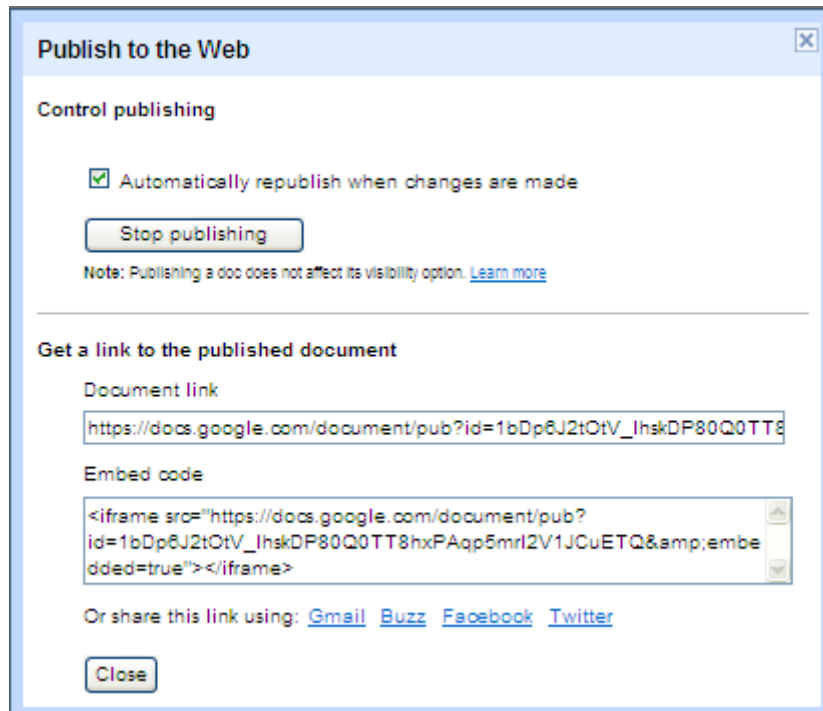 Publish to the Web
Control publishing
Automatically republish when changes are made
Stop publishing
Note: Publishing a doc does not affect its visibility option. Learn more
Get a link to the published document
Document link
https://docs.google.com/document/pub?id=1bDp6J2tOtV_IhskDP80Q0TT8
Embed code
<iframe src="https://docs.google.com/document/pub?
id=1bDp6J2tOtV_IhskDP80Q0TT8hxPAqp5mrI2V1JCuETQ&amp;embe
dded=true"></iframe>
Or share this link using: Gmail Buzz Facebook Twitter
Close